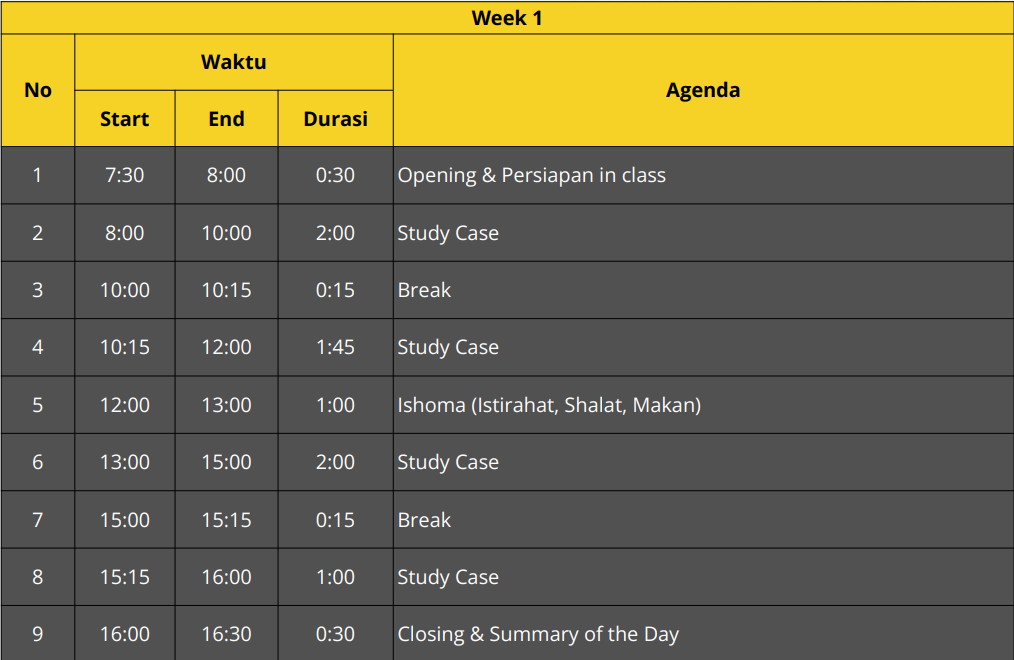 Week 1
No Waktu Agenda
Start End Durasi
1 7:30 8:00 0:30 Opening & Persiapan in class
2 8:00 10:00 2:00 Study Case
3 10:00 10:15 0:15 Break
4 10:15 12:00 1:45 Study Case
5 12:00 13:00 1:00 Ishoma (Istirahat, Shalat, Makan)
6 13:00 15:00 2:00 Study Case
7 15:00 15:15 0:15 Break
8 15:15 16:00 1:00 Study Case
9 16:00 16:30 0:30 Closing & Summary of the Day